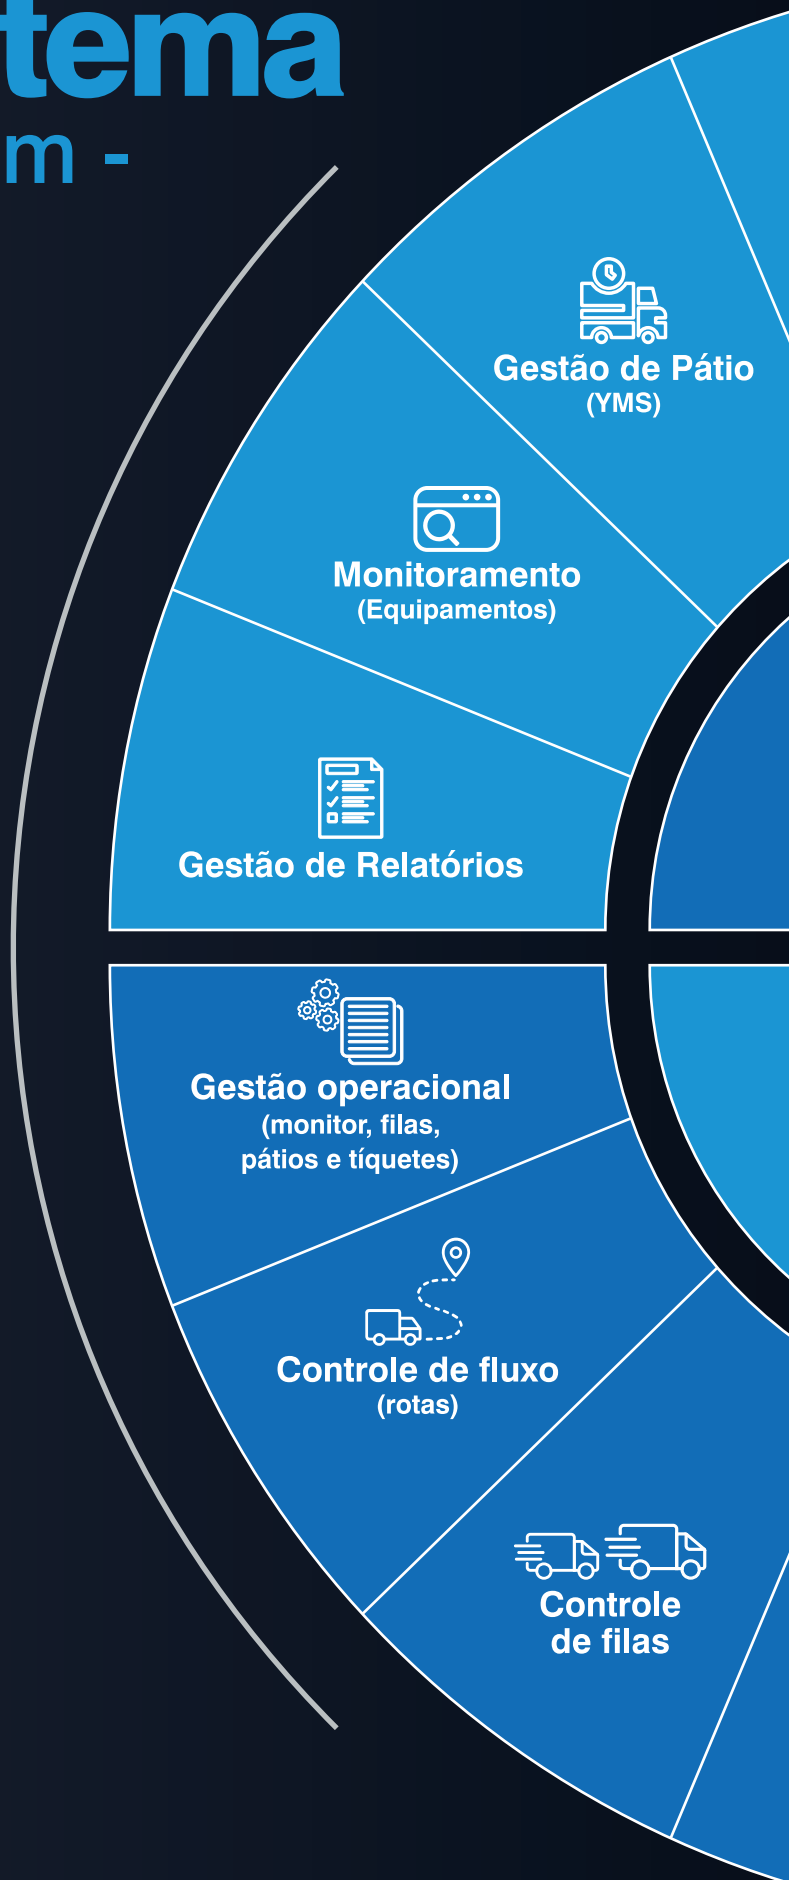 tema
m -
Gestão de Pátio
(YMS)
Monitoramento
(Equipamentos)
Gestão de Relatórios
Gestão operacional
(monitor, filas,
pátios e tíquetes)
Controle de fluxo
(rotas)
Controle
de filas